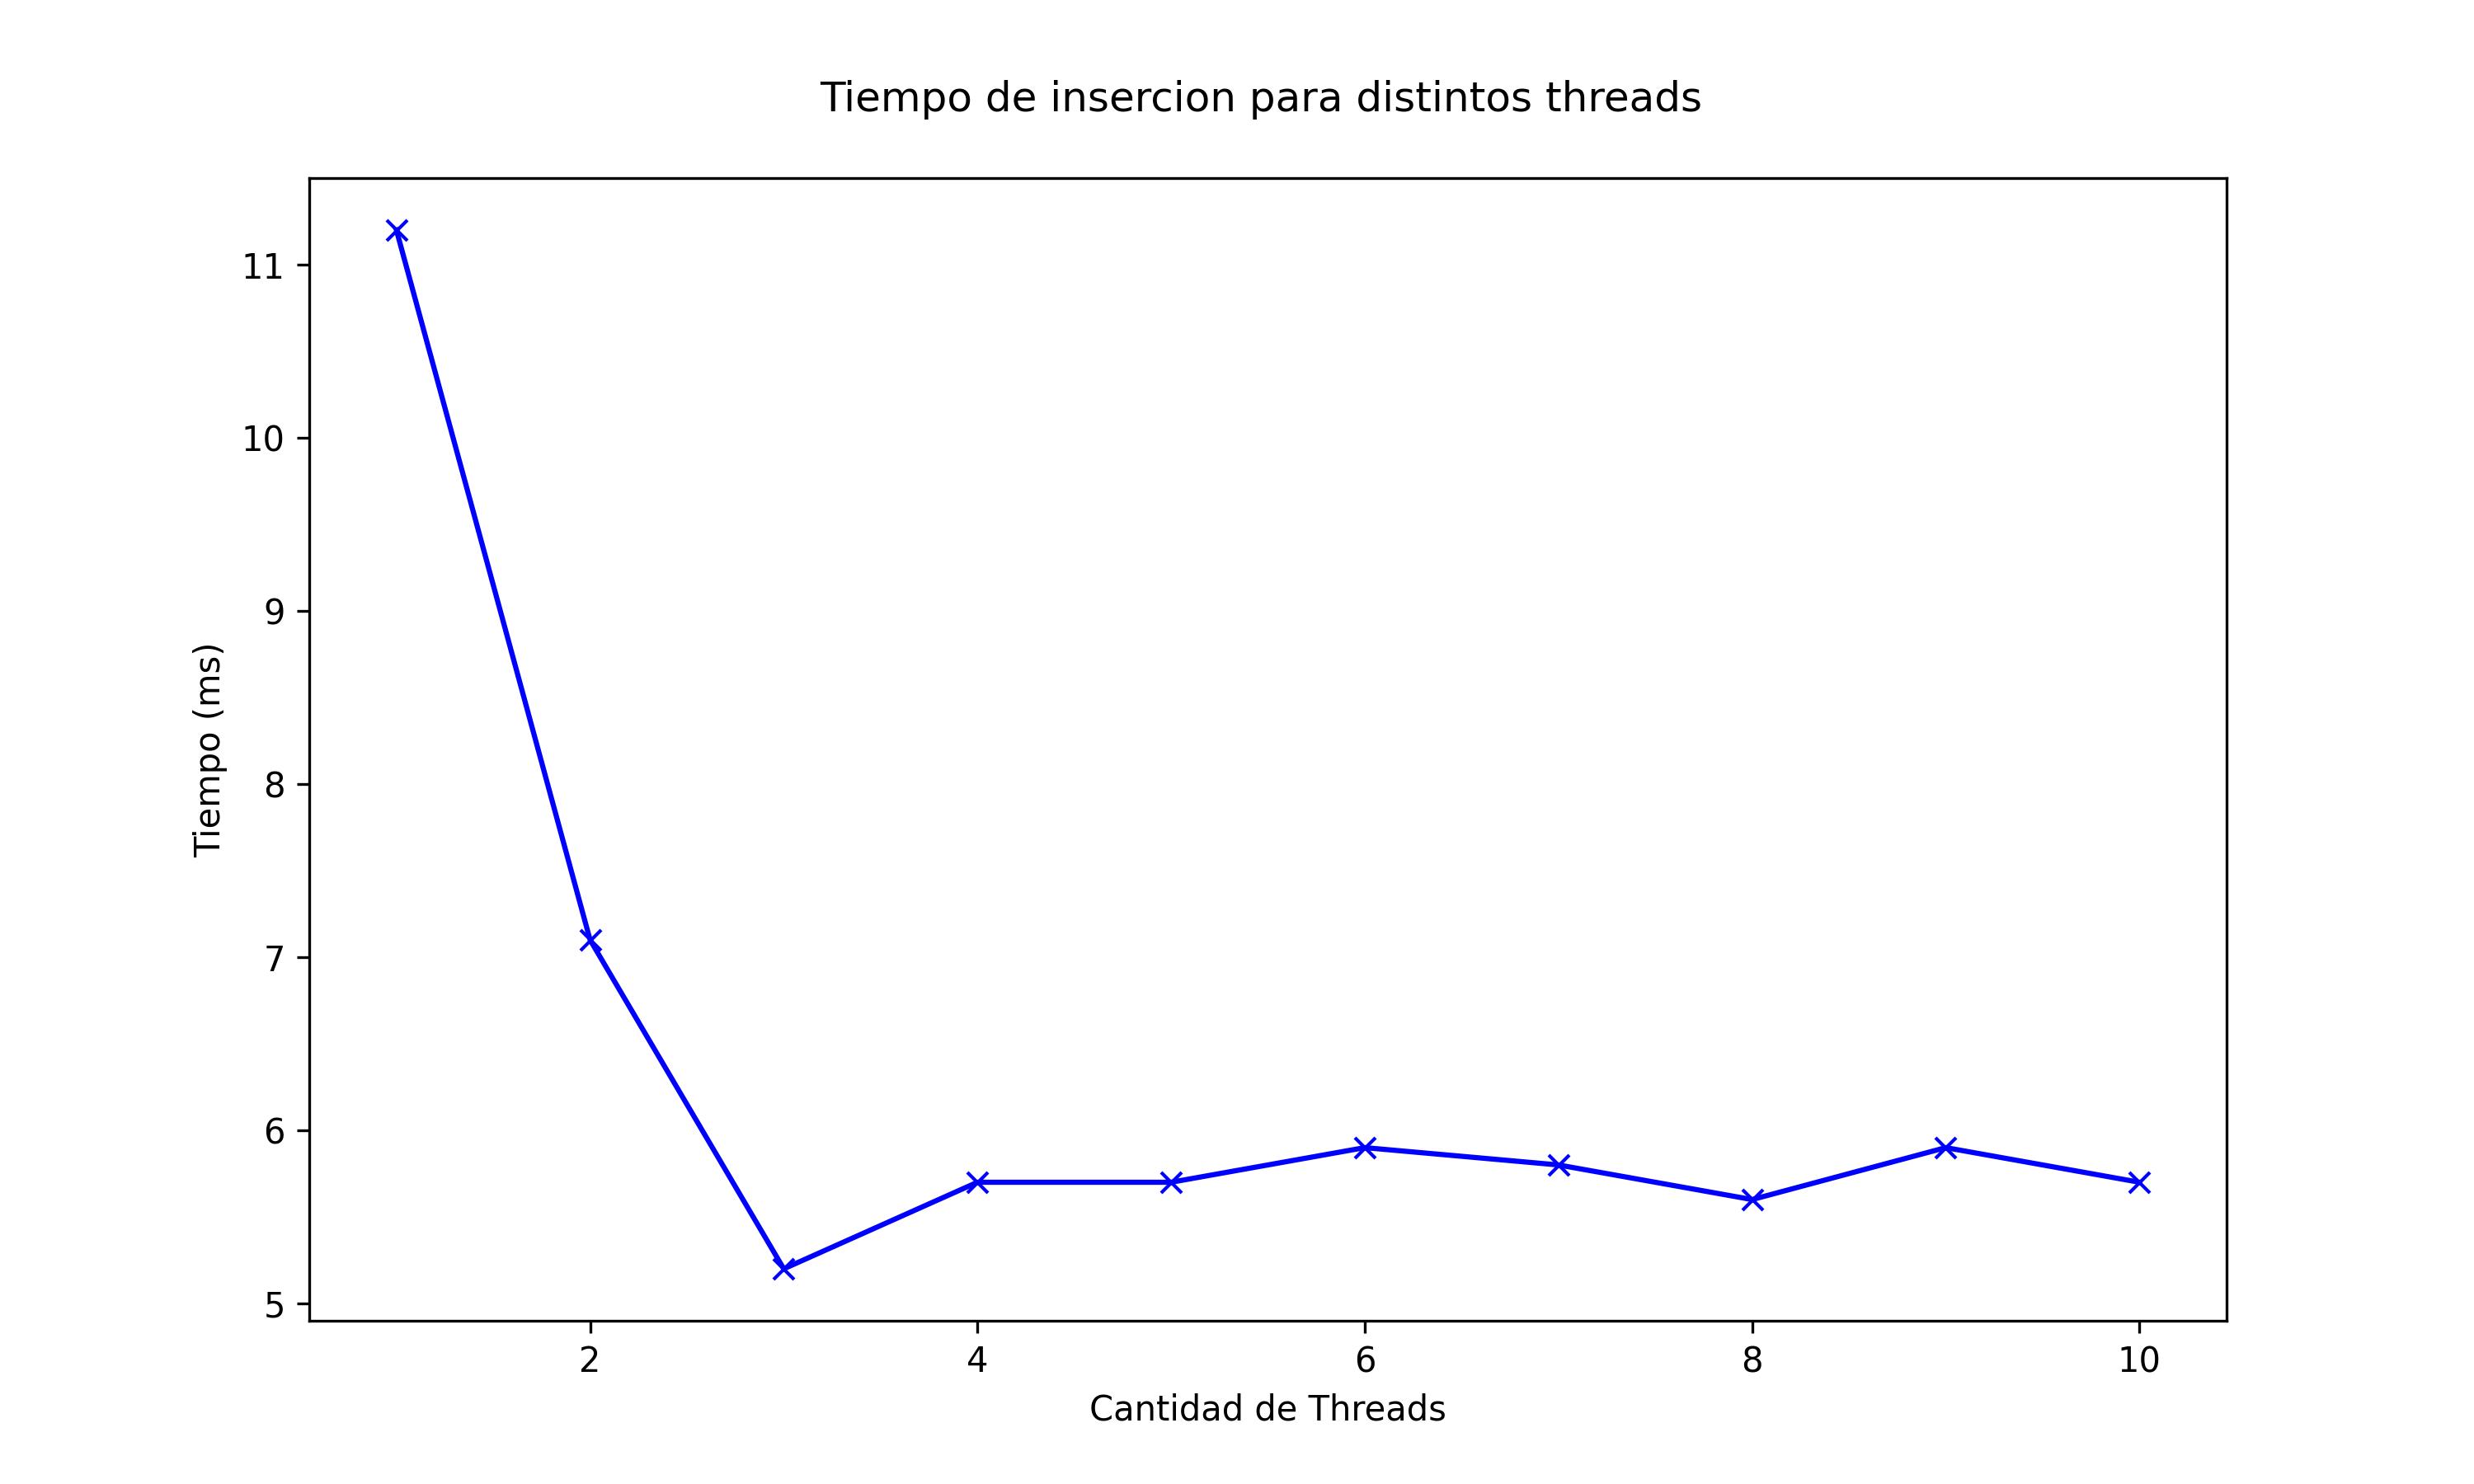 Tiempo de insercion para distintos threads
11
10
9
8
7
6
5
Tiempo (ms)
2 4 6 8 10
Cantidad de Threads